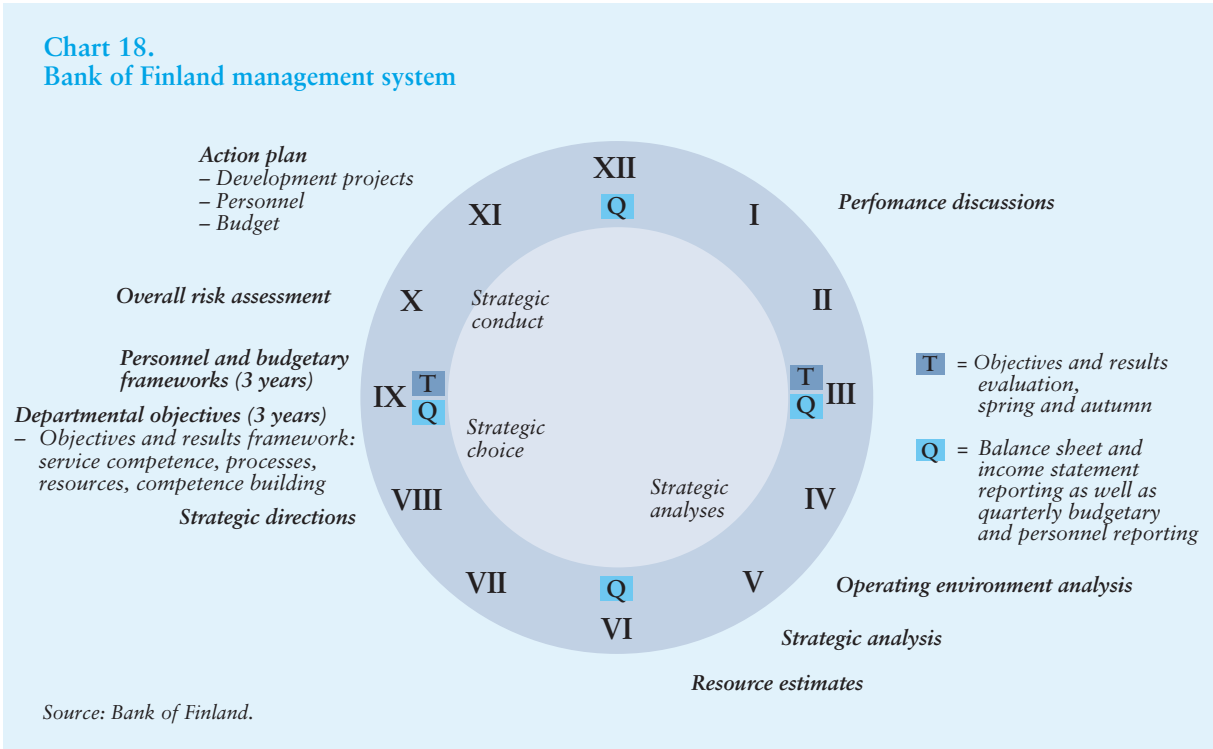 Chart 18.
Bank of Finland management system
Action plan
– Development projects
– Personnel
– Budget
Overall risk assessment
Personnel and budgetary
frameworks (3 years)
Departmental objectives (3 years)
– Objectives and results framework:
service competence, processes,
resources, competence building
Strategic directions
XII
Q
I
II
T
Q
III
IV
V
Q
VI
VII
VIII
IX
T
Q
X
XI
Strategic
conduct
Strategic
choice
Strategic
analyses
Perfomance discussions
T = Objectives and results
evaluation,
spring and autumn
Q = Balance sheet and
income statement
reporting as well as
quarterly budgetary
and personnel reporting
Operating environment analysis
Strategic analysis
Resource estimates
Source: Bank of Finland.